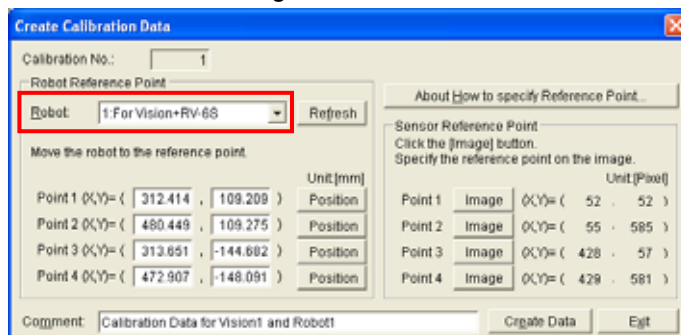 Create Calibration Data
Calibration No.: 1
Robot Reference Point
Robot: 1:For Vision+RV-6S Refresh
Move the robot to the reference point.
Unit:[mm]
Point 1 (X,Y)= ( 312.414 , 109.209 ) Position
Point 2 (X,Y)= ( 480.449 , 109.275 ) Position
Point 3 (X,Y)= ( 313.651 , -144.682 ) Position
Point 4 (X,Y)= ( 472.907 , -148.091 ) Position
About How to specify Reference Point...
Sensor Reference Point
Click the [Image] button.
Specify the reference point on the image.
Unit:[Pixel]
Point 1 Image (X,Y)= ( 52 , 52 )
Point 2 Image (X,Y)= ( 55 , 585 )
Point 3 Image (X,Y)= ( 428 , 57 )
Point 4 Image (X,Y)= ( 429 , 581 )
Comment: Calibration Data for Vision1 and Robot1 Create Data Exit